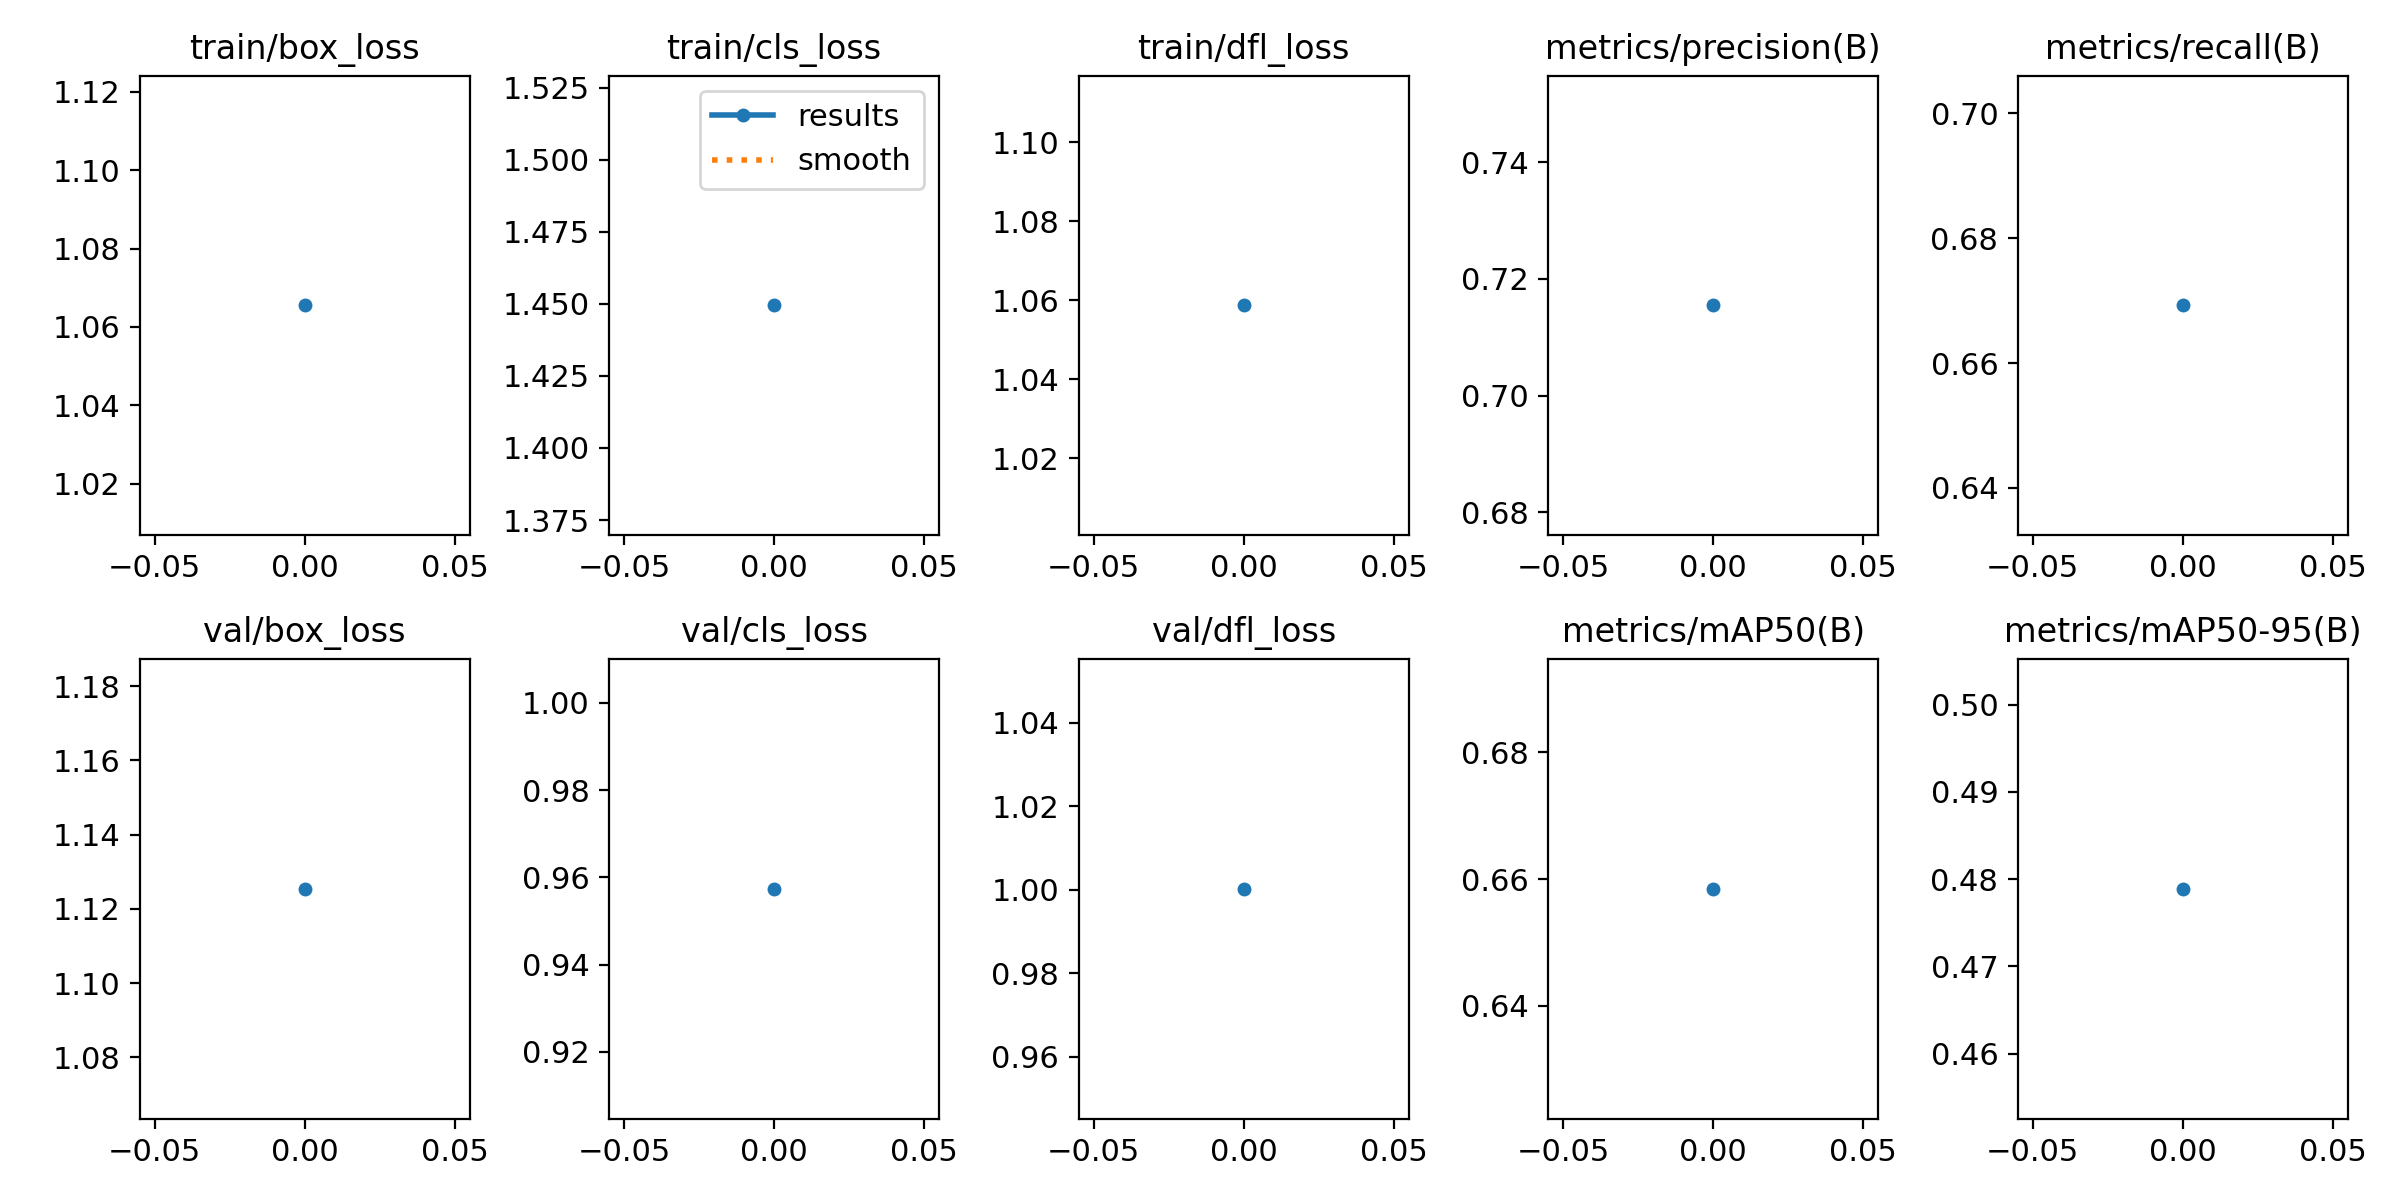 train/box_loss
1.12
1.10
1.08
1.06
1.04
1.02
−0.05 0.00 0.05
train/cls_loss
results
smooth
1.525
1.500
1.475
1.450
1.425
1.400
1.375
−0.05 0.00 0.05
train/dfl_loss
1.10
1.08
1.06
1.04
1.02
−0.05 0.00 0.05
metrics/precision(B)
0.74
0.72
0.70
0.68
−0.05 0.00 0.05
metrics/recall(B)
0.70
0.68
0.66
0.64
−0.05 0.00 0.05
val/box_loss
1.18
1.16
1.14
1.12
1.10
1.08
−0.05 0.00 0.05
val/cls_loss
1.00
0.98
0.96
0.94
0.92
−0.05 0.00 0.05
val/dfl_loss
1.04
1.02
1.00
0.98
0.96
−0.05 0.00 0.05
metrics/mAP50(B)
0.68
0.66
0.64
−0.05 0.00 0.05
metrics/mAP50-95(B)
0.50
0.49
0.48
0.47
0.46
−0.05 0.00 0.05